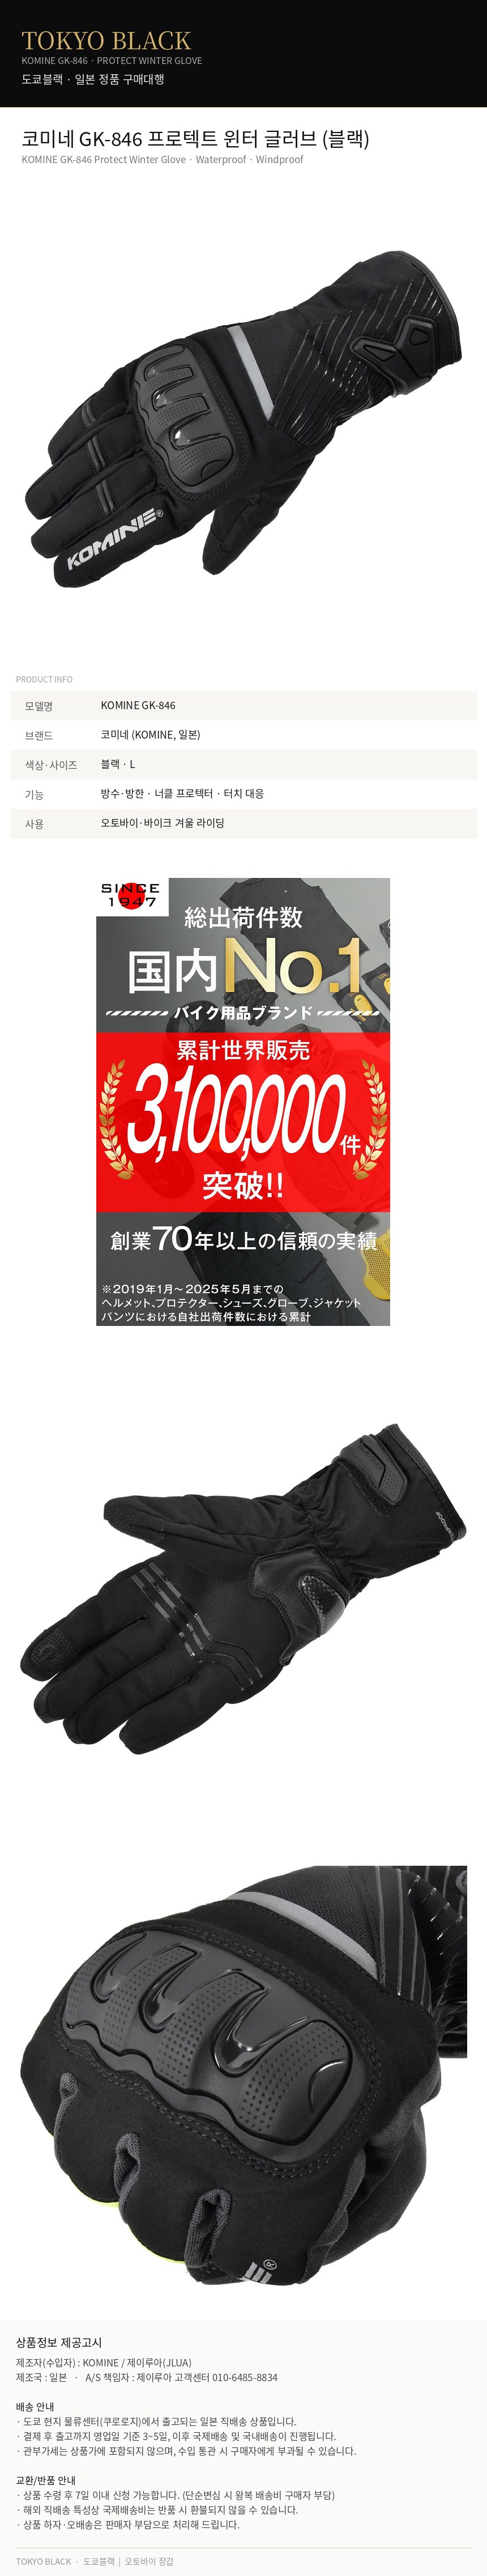 TOKYO BLACK
KOMINE GK-846 · PROTECT WINTER GLOVE
도쿄블랙 · 일본 정품 구매대행
코미네 GK-846 프로텍트 윈터 글러브 (블랙)
KOMINE GK-846 Protect Winter Glove · Waterproof · Windproof
KOMINE®
PRODUCT INFO
모델명 KOMINE GK-846
브랜드 코미네 (KOMINE, 일본)
색상·사이즈 블랙 · L
기능 방수·방한 · 너클 프로텍터 · 터치 대응
사용 오토바이·바이크 겨울 라이딩
SINCE
1947
総出荷件数
国内No.1
バイク用品ブランド
累計世界販売
3,100,000件
突破!!
創業70年以上の信頼の実績
※2019年1月〜2025年5月までの
ヘルメット、プロテクター、シューズ、グローブ、ジャケット
パンツにおける自社出荷件数における累計
상품정보 제공고시
제조자(수입자) : KOMINE / 제이루아(JLUA)
제조국 : 일본 · A/S 책임자 : 제이루아 고객센터 010-6485-8834
배송 안내
· 도쿄 현지 물류센터(쿠로로지)에서 출고되는 일본 직배송 상품입니다.
· 결제 후 출고까지 영업일 기준 3~5일, 이후 국제배송 및 국내배송이 진행됩니다.
· 관부가세는 상품가에 포함되지 않으며, 수입 통관 시 구매자에게 부과될 수 있습니다.
교환/반품 안내
· 상품 수령 후 7일 이내 신청 가능합니다. (단순변심 시 왕복 배송비 구매자 부담)
· 해외 직배송 특성상 국제배송비는 반품 시 환불되지 않을 수 있습니다.
· 상품 하자·오배송은 판매자 부담으로 처리해 드립니다.
TOKYO BLACK · 도쿄블랙 | 오토바이 장갑